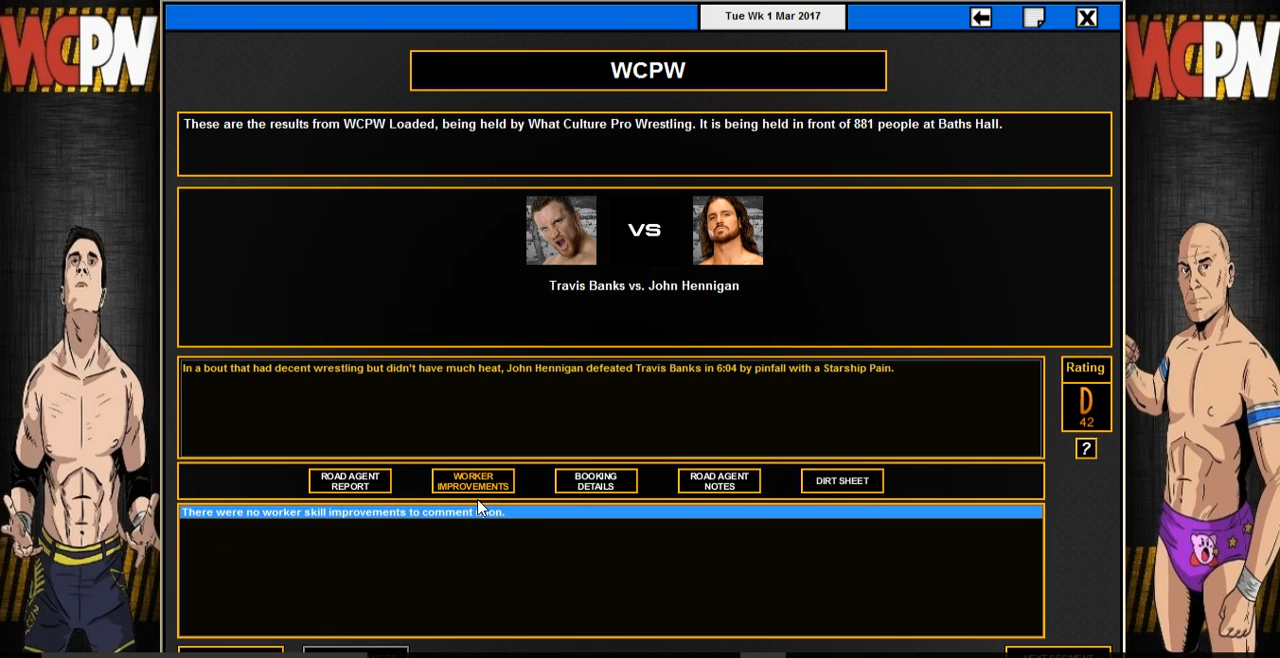 WCPW
WCPW
Tue Wk 1 Mar 2017
WCPW
These are the results from WCPW Loaded, being held by What Culture Pro Wrestling. It is being held in front of 881 people at Baths Hall.
VS
Travis Banks vs. John Hennigan
In a bout that had decent wrestling but didn't have much heat, John Hennigan defeated Travis Banks in 6:04 by pinfall with a Starship Pain.
Rating
D
42
?
ROAD AGENT REPORT
WORKER IMPROVEMENTS
BOOKING DETAILS
ROAD AGENT NOTES
DIRT SHEET
There were no worker skill improvements to comment on.